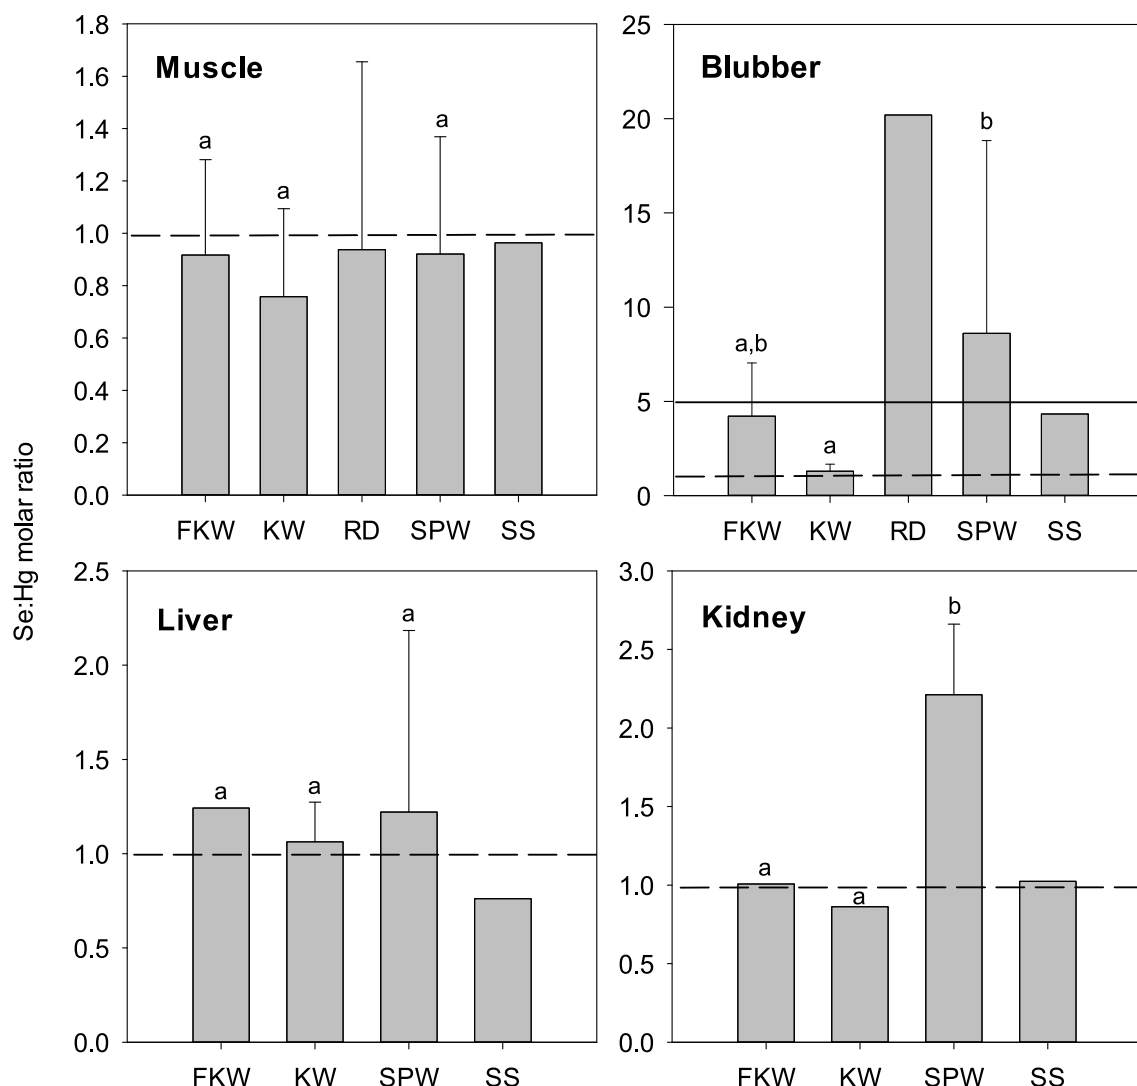 Se:Hg molar ratio
Muscle
1.8
1.6
1.4
1.2
1.0
0.8
0.6
0.4
0.2
0.0
a
a
a
FKW KW RD SPW SS
Blubber
25
20
15
10
5
0
a,b
a
b
FKW KW RD SPW SS
Liver
2.5
2.0
1.5
1.0
0.5
0.0
a
a
a
FKW KW SPW SS
Kidney
3.0
2.5
2.0
1.5
1.0
0.5
0.0
a
a
b
FKW KW SPW SS